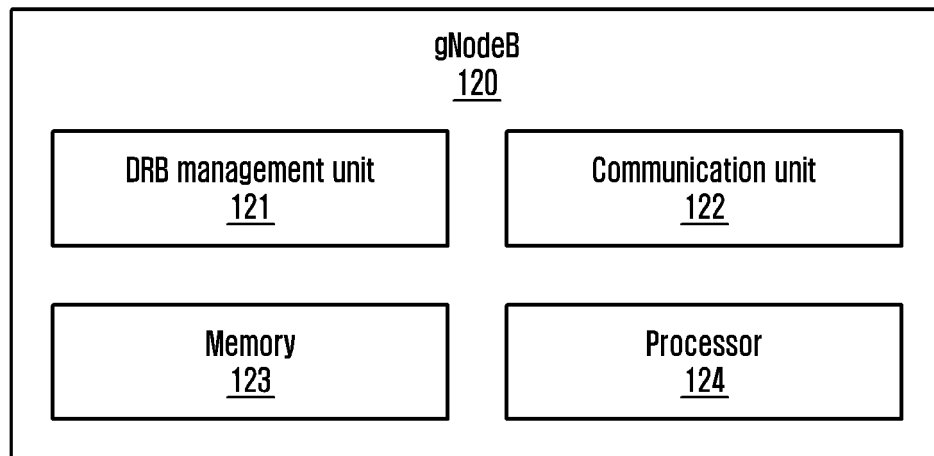 gNodeB
120
DRB management unit
121
Communication unit
122
Memory
123
Processor
124